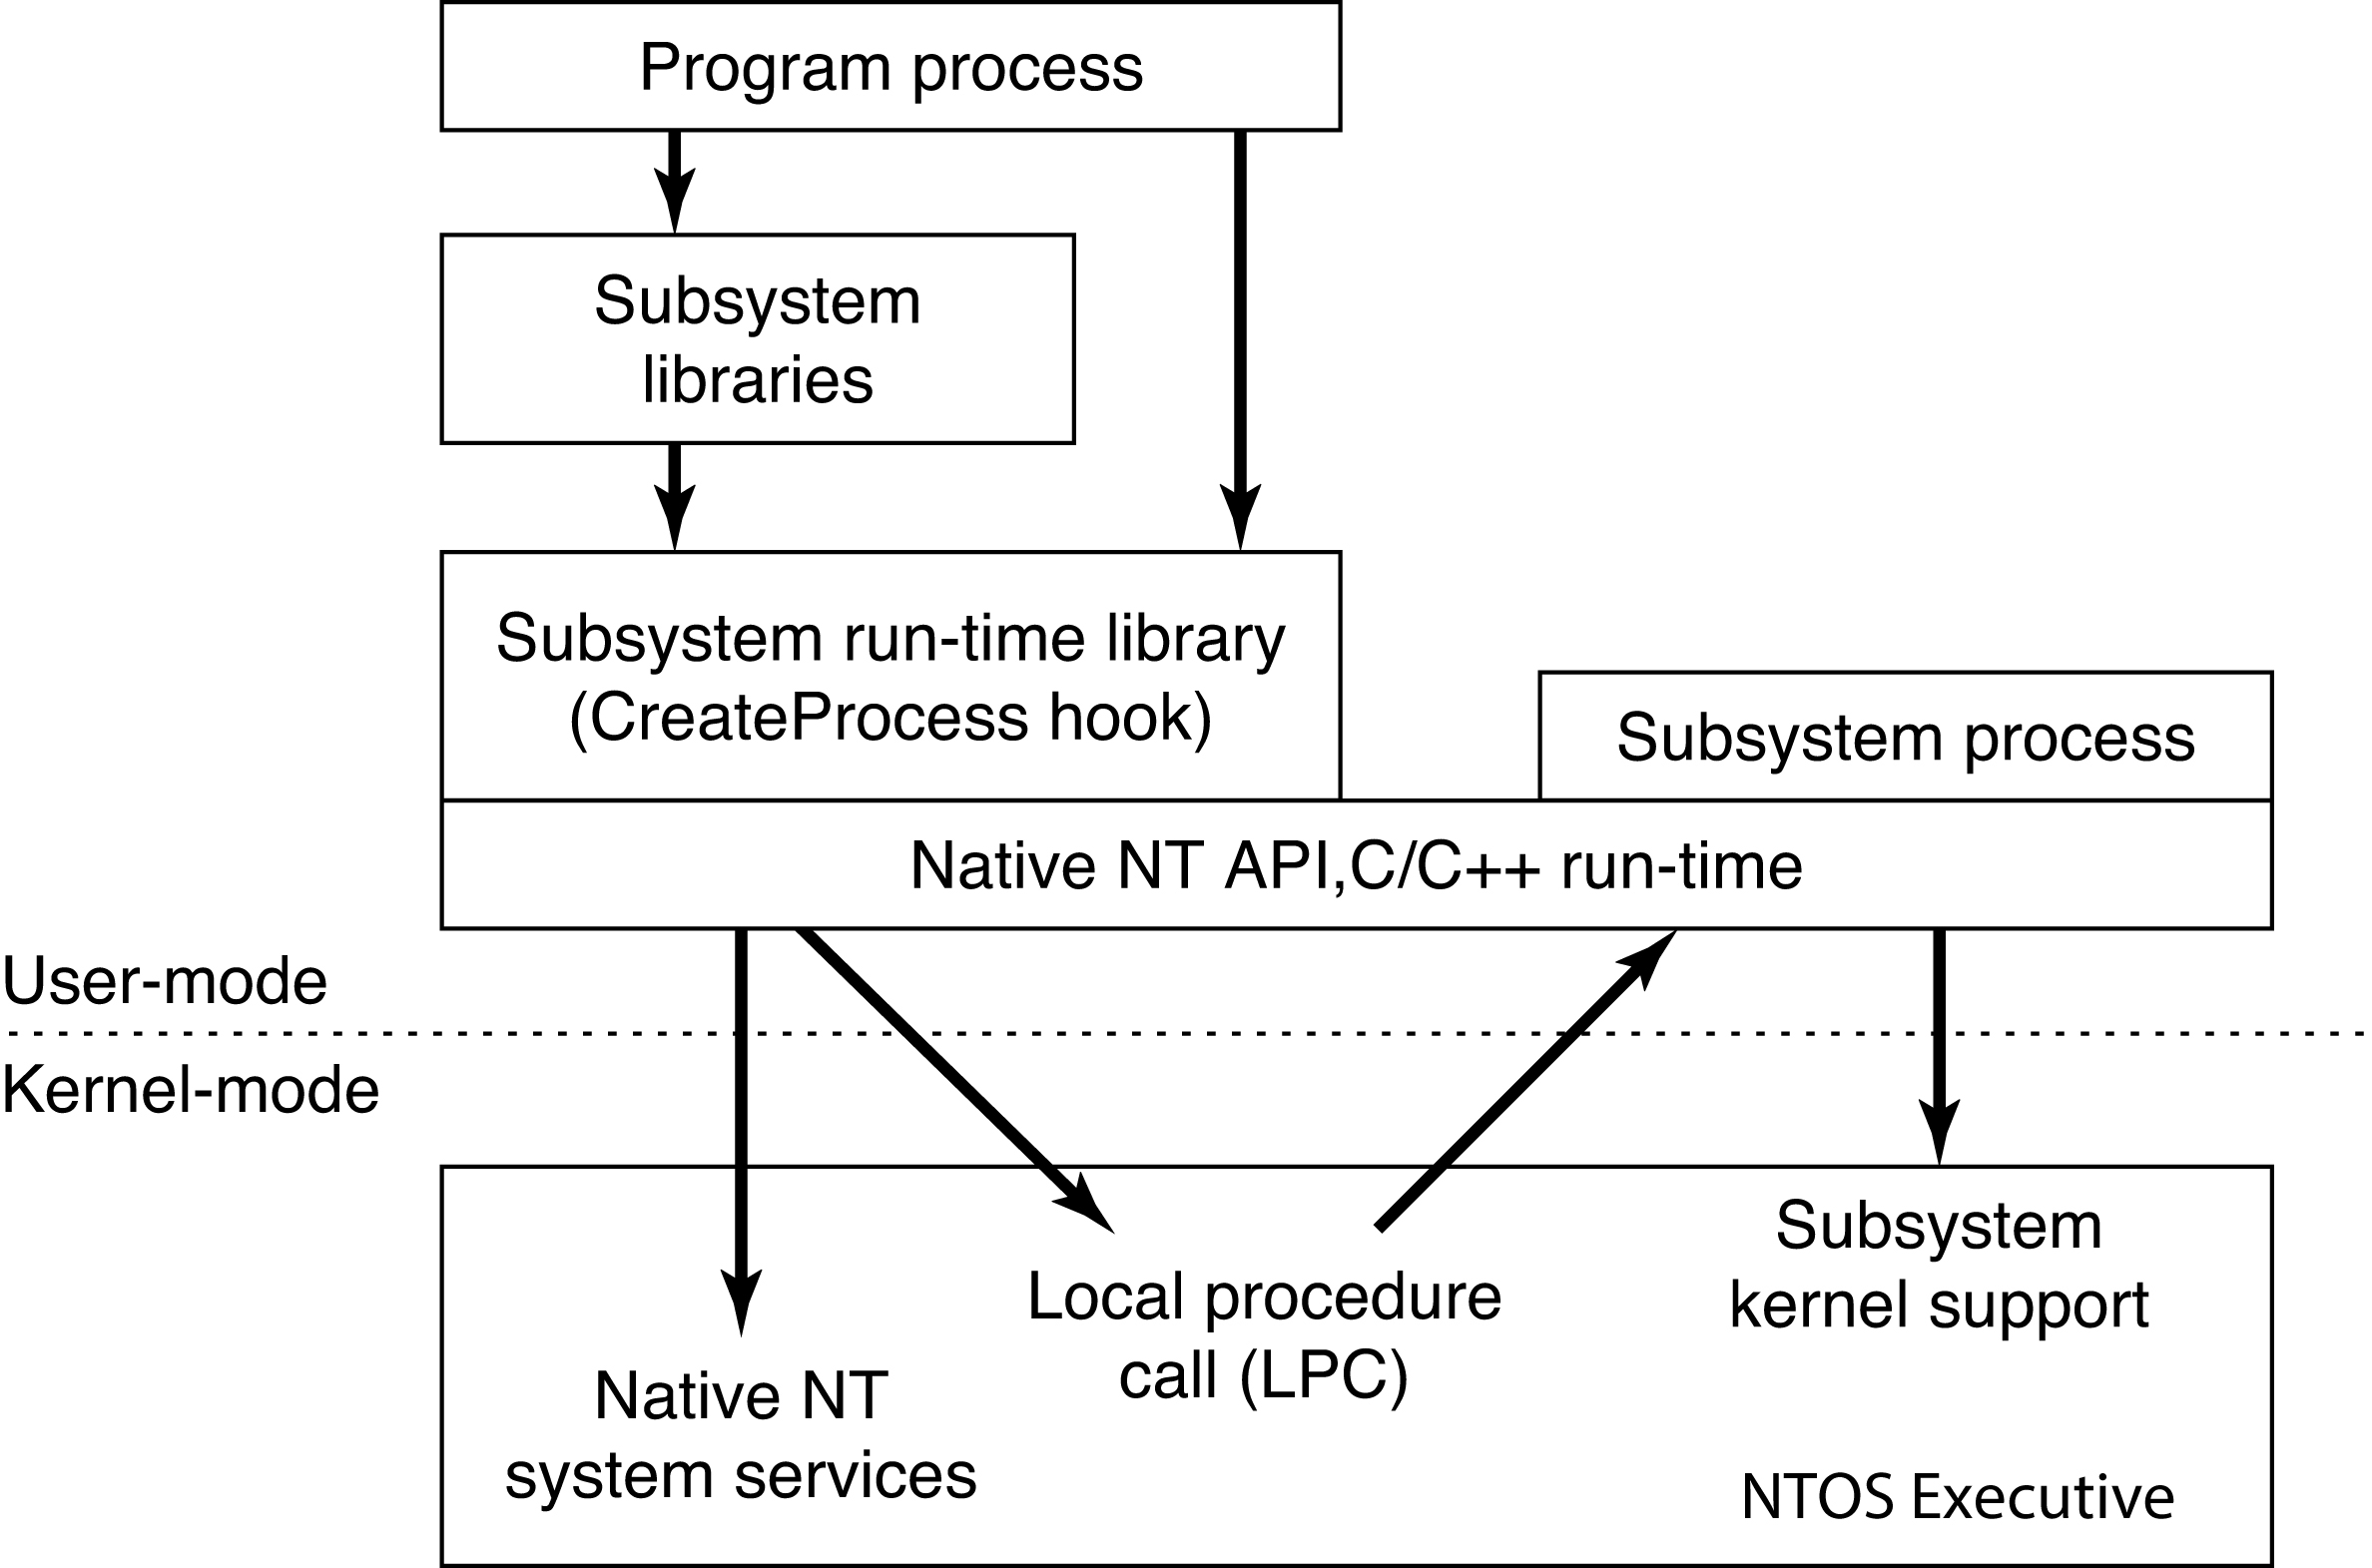 Program process
Subsystem
libraries
Subsystem run-time library
(CreateProcess hook)
Subsystem process
Native NT API,C/C++ run-time
User-mode
Kernel-mode
Subsystem
kernel support
Local procedure
call (LPC)
Native NT
system services
NTOS Executive